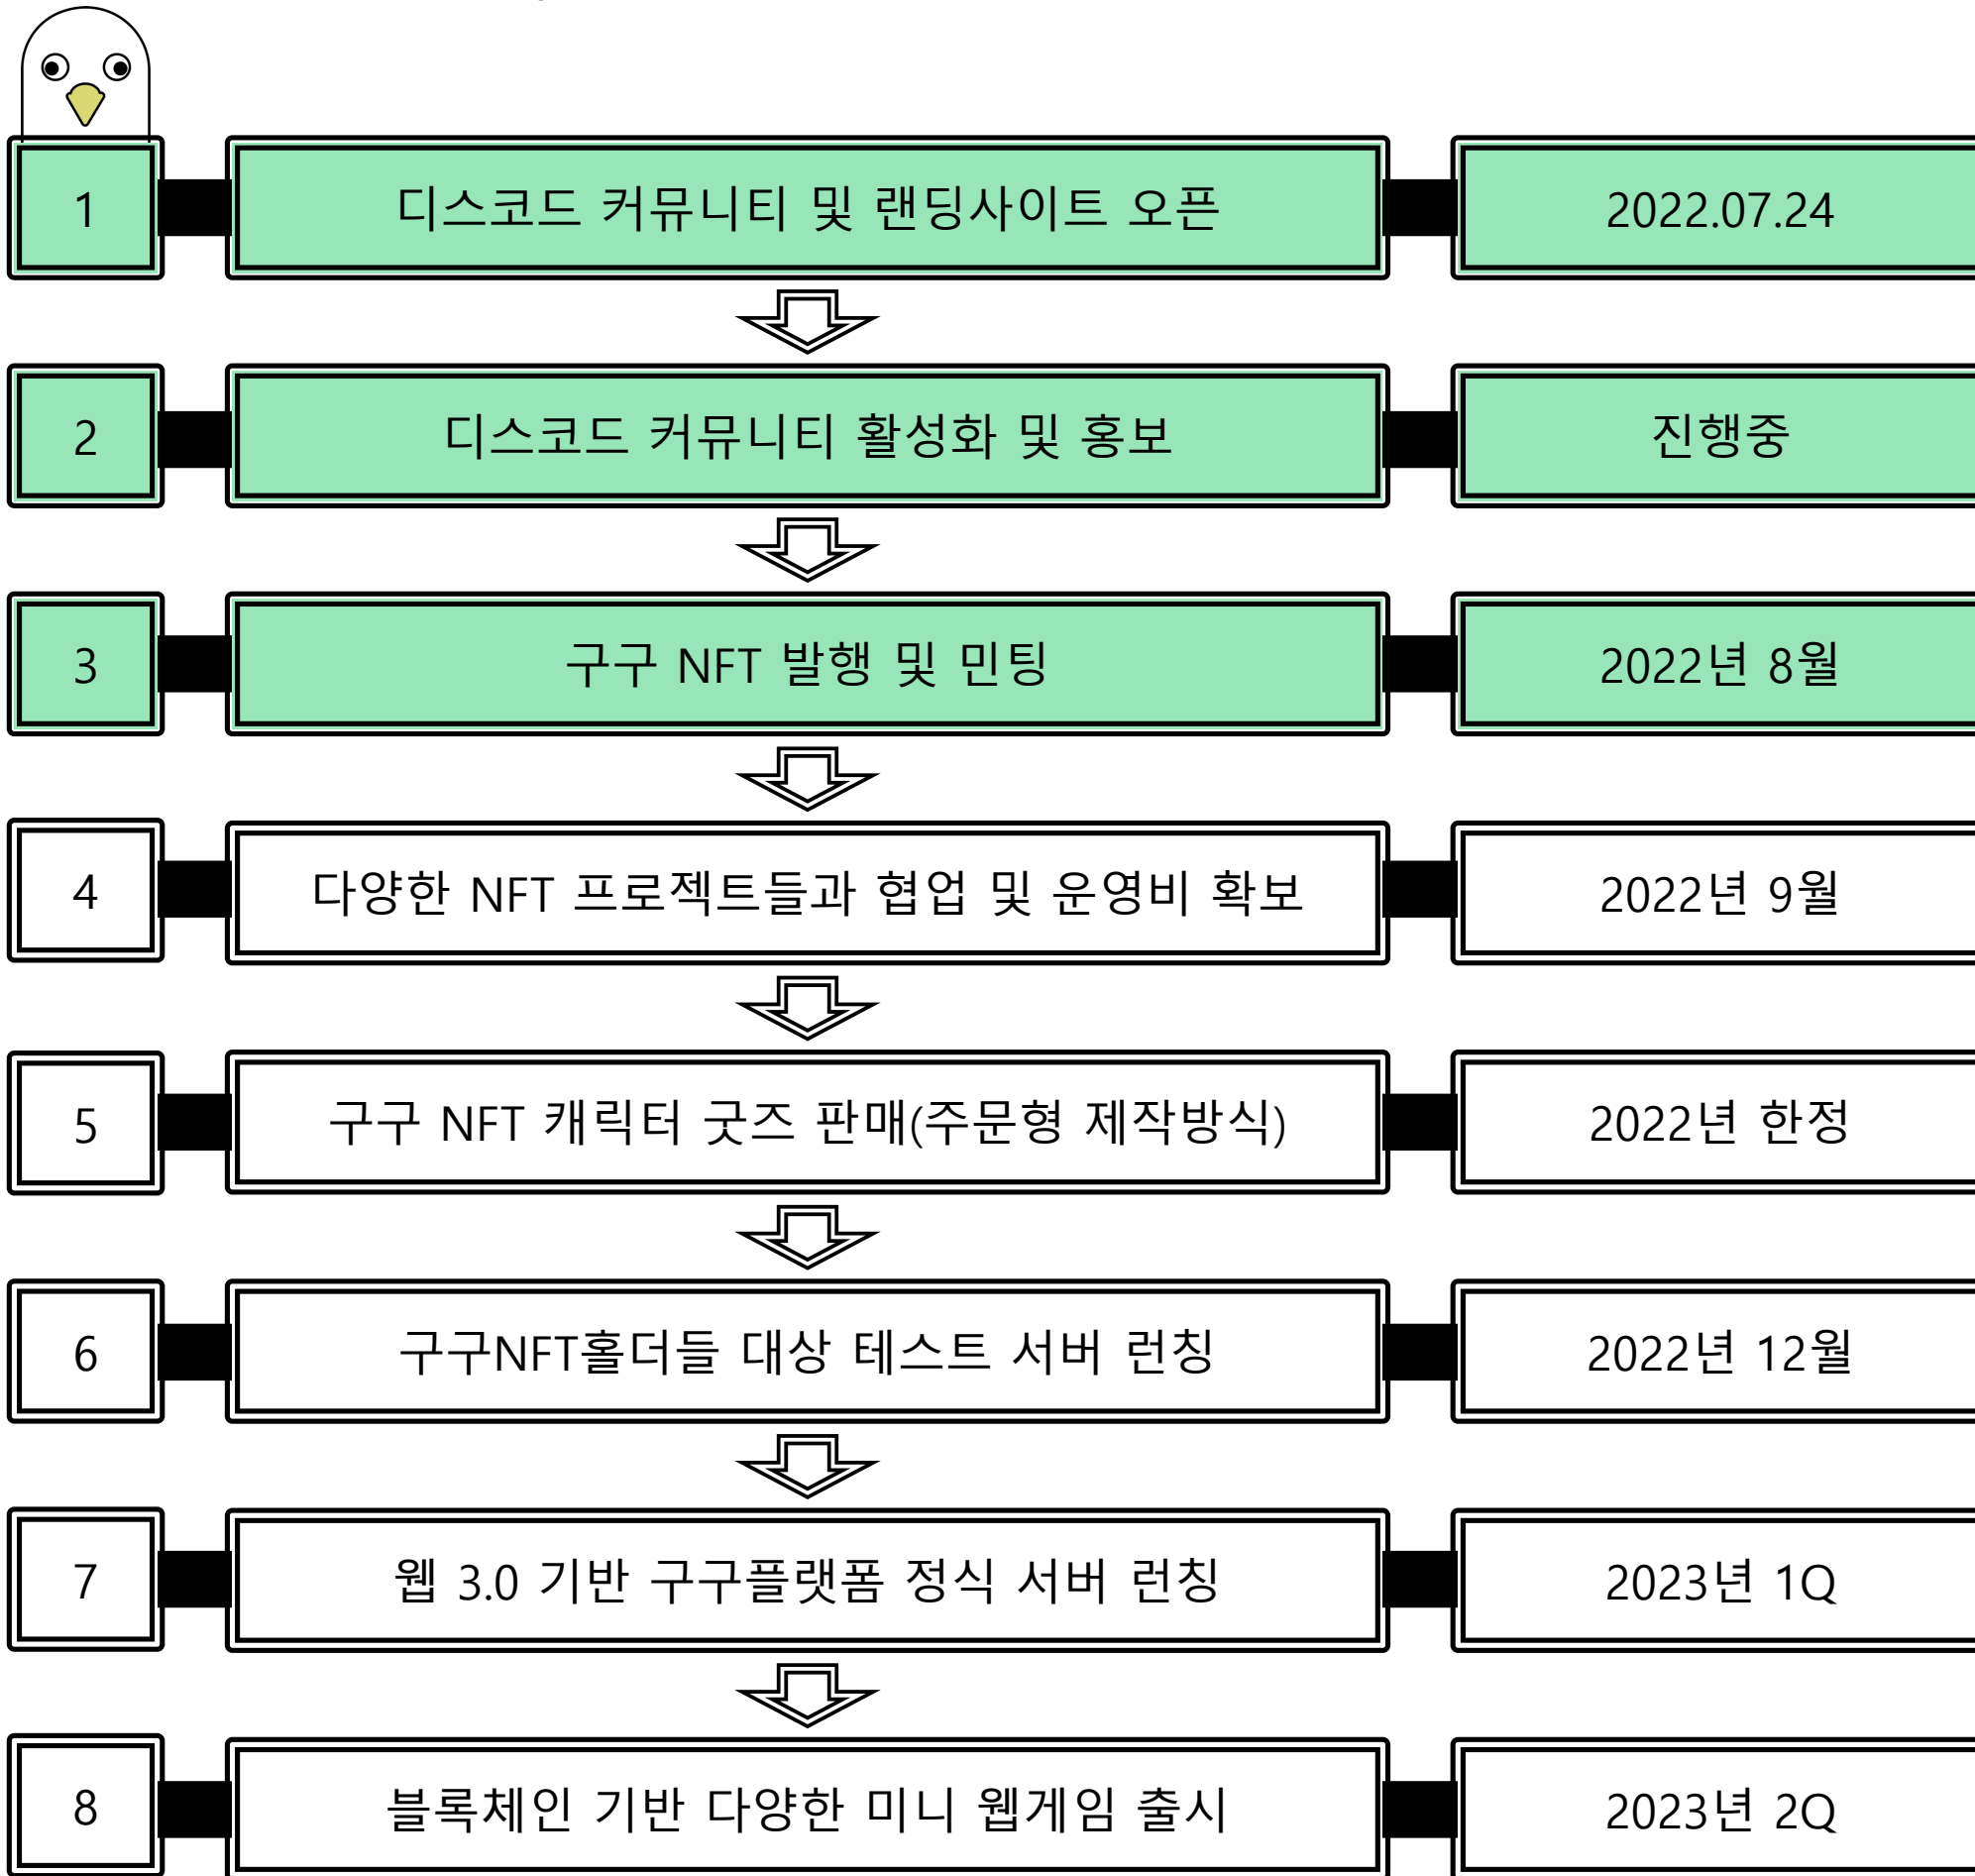 1 디스코드 커뮤니티 및 랜딩사이트 오픈 2022.07.24
2 디스코드 커뮤니티 활성화 및 홍보 진행중
3 구구 NFT 발행 및 민팅 2022년 8월
4 다양한 NFT 프로젝트들과 협업 및 운영비 확보 2022년 9월
5 구구 NFT 캐릭터 굿즈 판매(주문형 제작방식) 2022년 한정
6 구구NFT홀더들 대상 테스트 서버 런칭 2022년 12월
7 웹 3.0 기반 구구플랫폼 정식 서버 런칭 2023년 1Q
8 블록체인 기반 다양한 미니 웹게임 출시 2023년 2Q